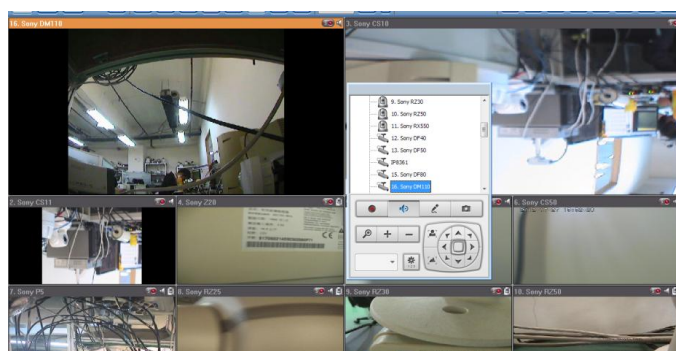 16. Sony DM110
3. Sony CS10
9. Sony RZ30
10. Sony RZ50
11. Sony RX550
12. Sony DF40
13. Sony DF50
IP8361
15. Sony DF80
16. Sony DM110
2. Sony CS11
4. Sony Z20
6. Sony CS50
7. Sony P5
8. Sony RZ25
9. Sony RZ30
10. Sony RZ50